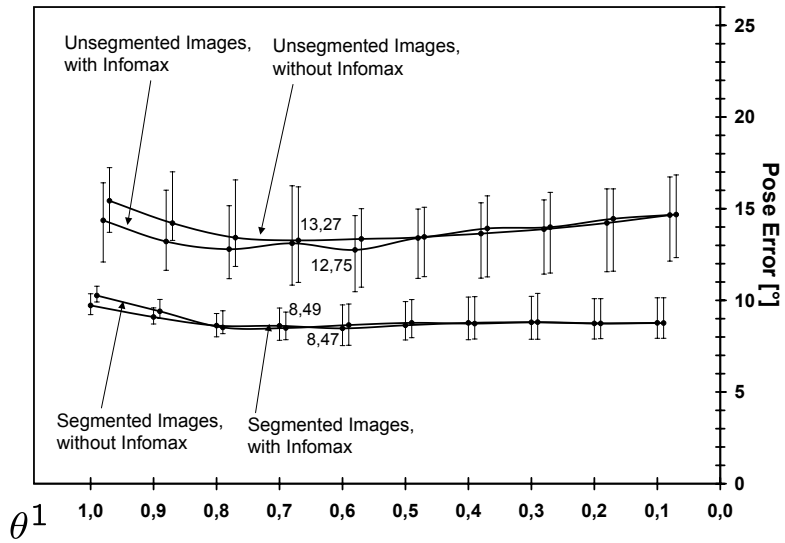 Unsegmented Images,
with Infomax
Unsegmented Images,
without Infomax
25
20
15
10
5
0
Pose Error [°]
13,27
12,75
8,49
8,47
Segmented Images,
without Infomax
Segmented Images,
with Infomax
θ¹ 1,0 0,9 0,8 0,7 0,6 0,5 0,4 0,3 0,2 0,1 0,0